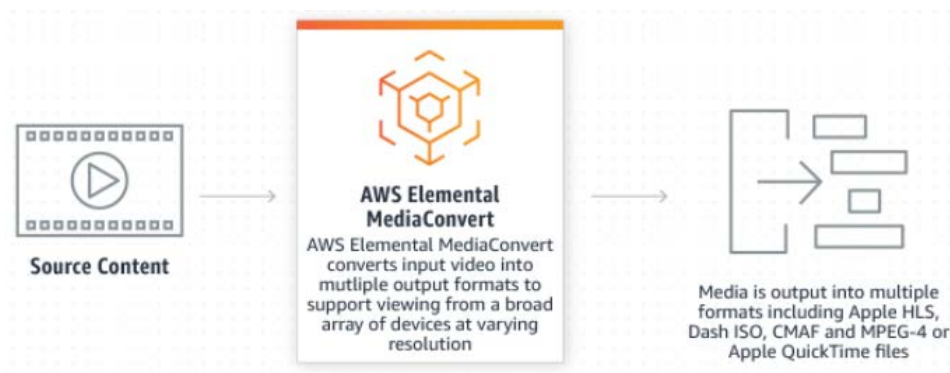 Source Content
AWS Elemental
MediaConvert
AWS Elemental MediaConvert
converts input video into
mutliple output formats to
support viewing from a broad
array of devices at varying
resolution
Media is output into multiple
formats including Apple HLS,
Dash ISO, CMAF and MPEG-4 or
Apple QuickTime files